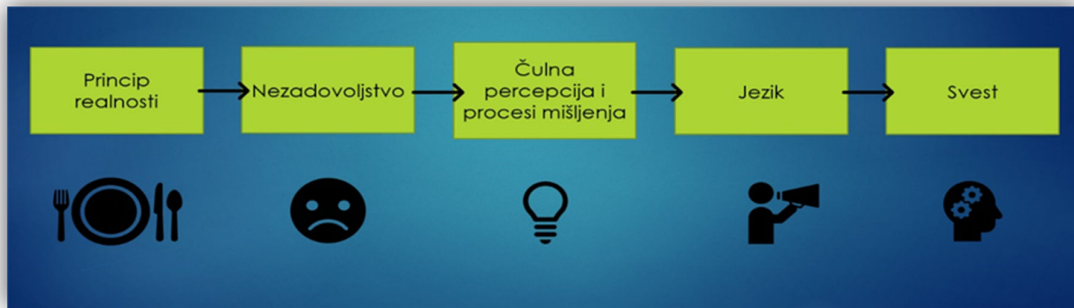 Princip
realnosti
Nezadovoljstvo
Čulna
percepcija i
procesi mišljenja
Jezik
Svest